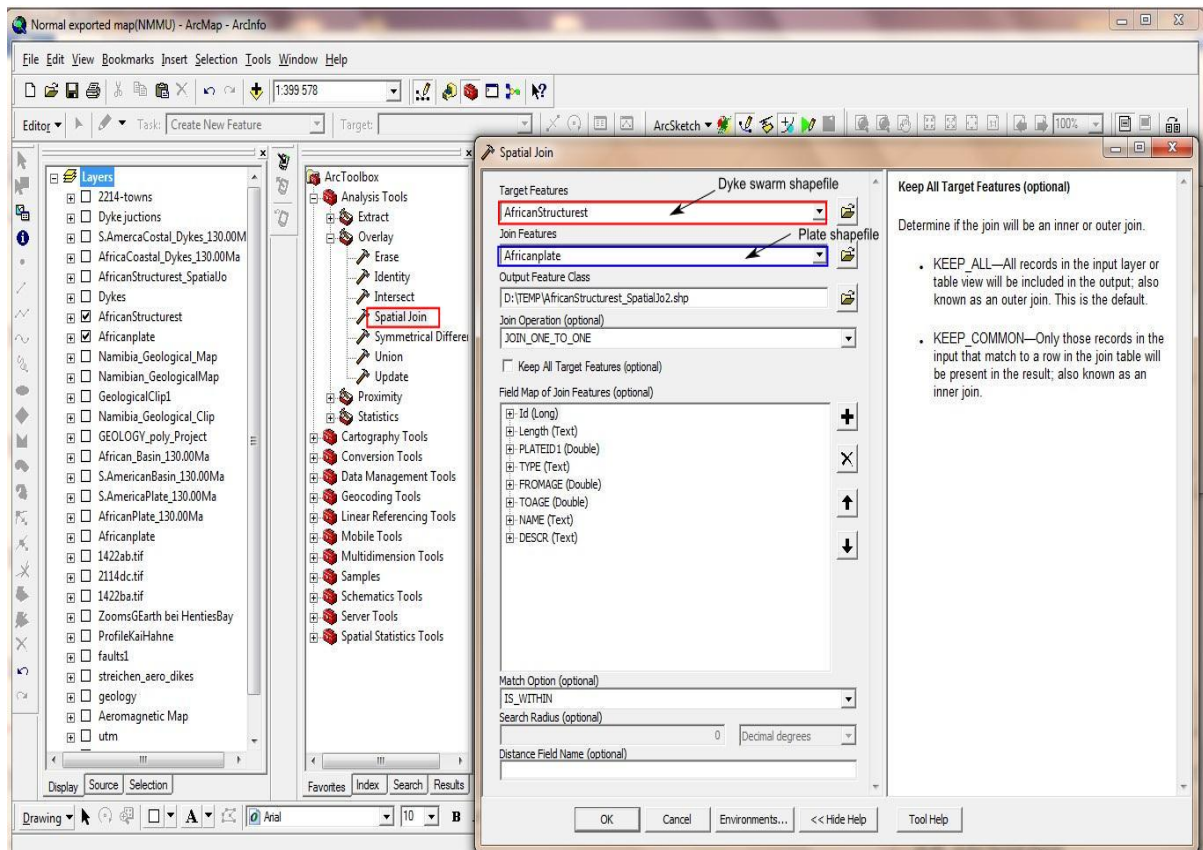 Normal exported map(NMMU) - ArcMap - ArcInfo
File Edit View Bookmarks Insert Selection Tools Window Help
1:399 578
Editor Task: Create New Feature Target: ArcSketch 100%
Layers
2214-towns
Dyke juctions
S.AmercaCostal_Dykes_130.00M
AfricaCoastal_Dykes_130.00Ma
AfricanStructurest_SpatialJo
Dykes
AfricanStructurest
Africanplate
Namibia_Geological_Map
Namibian_GeologicalMap
GeologicalClip1
Namibia_Geological_Clip
GEOLOGY_poly_Project
African_Basin_130.00Ma
S.AmericanBasin_130.00Ma
S.AmericaPlate_130.00Ma
AfricanPlate_130.00Ma
Africanplate
1422ab.tif
2114dc.tif
1422ba.tif
ZoomsGEarth bei HentiesBay
ProfileKaiHahne
faults1
streichen_aero_dikes
geology
Aeromagnetic Map
utm
Display Source Selection
ArcToolbox
Analysis Tools
Extract
Overlay
Erase
Identity
Intersect
Spatial Join
Symmetrical Differe
Union
Update
Proximity
Statistics
Cartography Tools
Conversion Tools
Data Management Tools
Geocoding Tools
Linear Referencing Tools
Mobile Tools
Multidimension Tools
Samples
Schematics Tools
Server Tools
Spatial Statistics Tools
Favorites Index Search Results
Spatial Join
Target Features
Dyke swarm shapefile
AfricanStructurest
Join Features
Plate shapefile
Africanplate
Output Feature Class
D:\TEMP\AfricanStructurest_SpatialJo2.shp
Join Operation (optional)
JOIN_ONE_TO_ONE
Keep All Target Features (optional)
Field Map of Join Features (optional)
Id (Long)
Length (Text)
PLATEID1 (Double)
TYPE (Text)
FROMAGE (Double)
TOAGE (Double)
NAME (Text)
DESCR (Text)
Match Option (optional)
IS_WITHIN
Search Radius (optional)
0 Decimal degrees
Distance Field Name (optional)
Keep All Target Features (optional)
Determine if the join will be an inner or outer join.
• KEEP_ALL—All records in the input layer or
table view will be included in the output; also
known as an outer join. This is the default.
• KEEP_COMMON—Only those records in the
input that match to a row in the join table will
be present in the result; also known as an
inner join.
OK Cancel Environments... << Hide Help Tool Help
Drawing A Arial 10 B